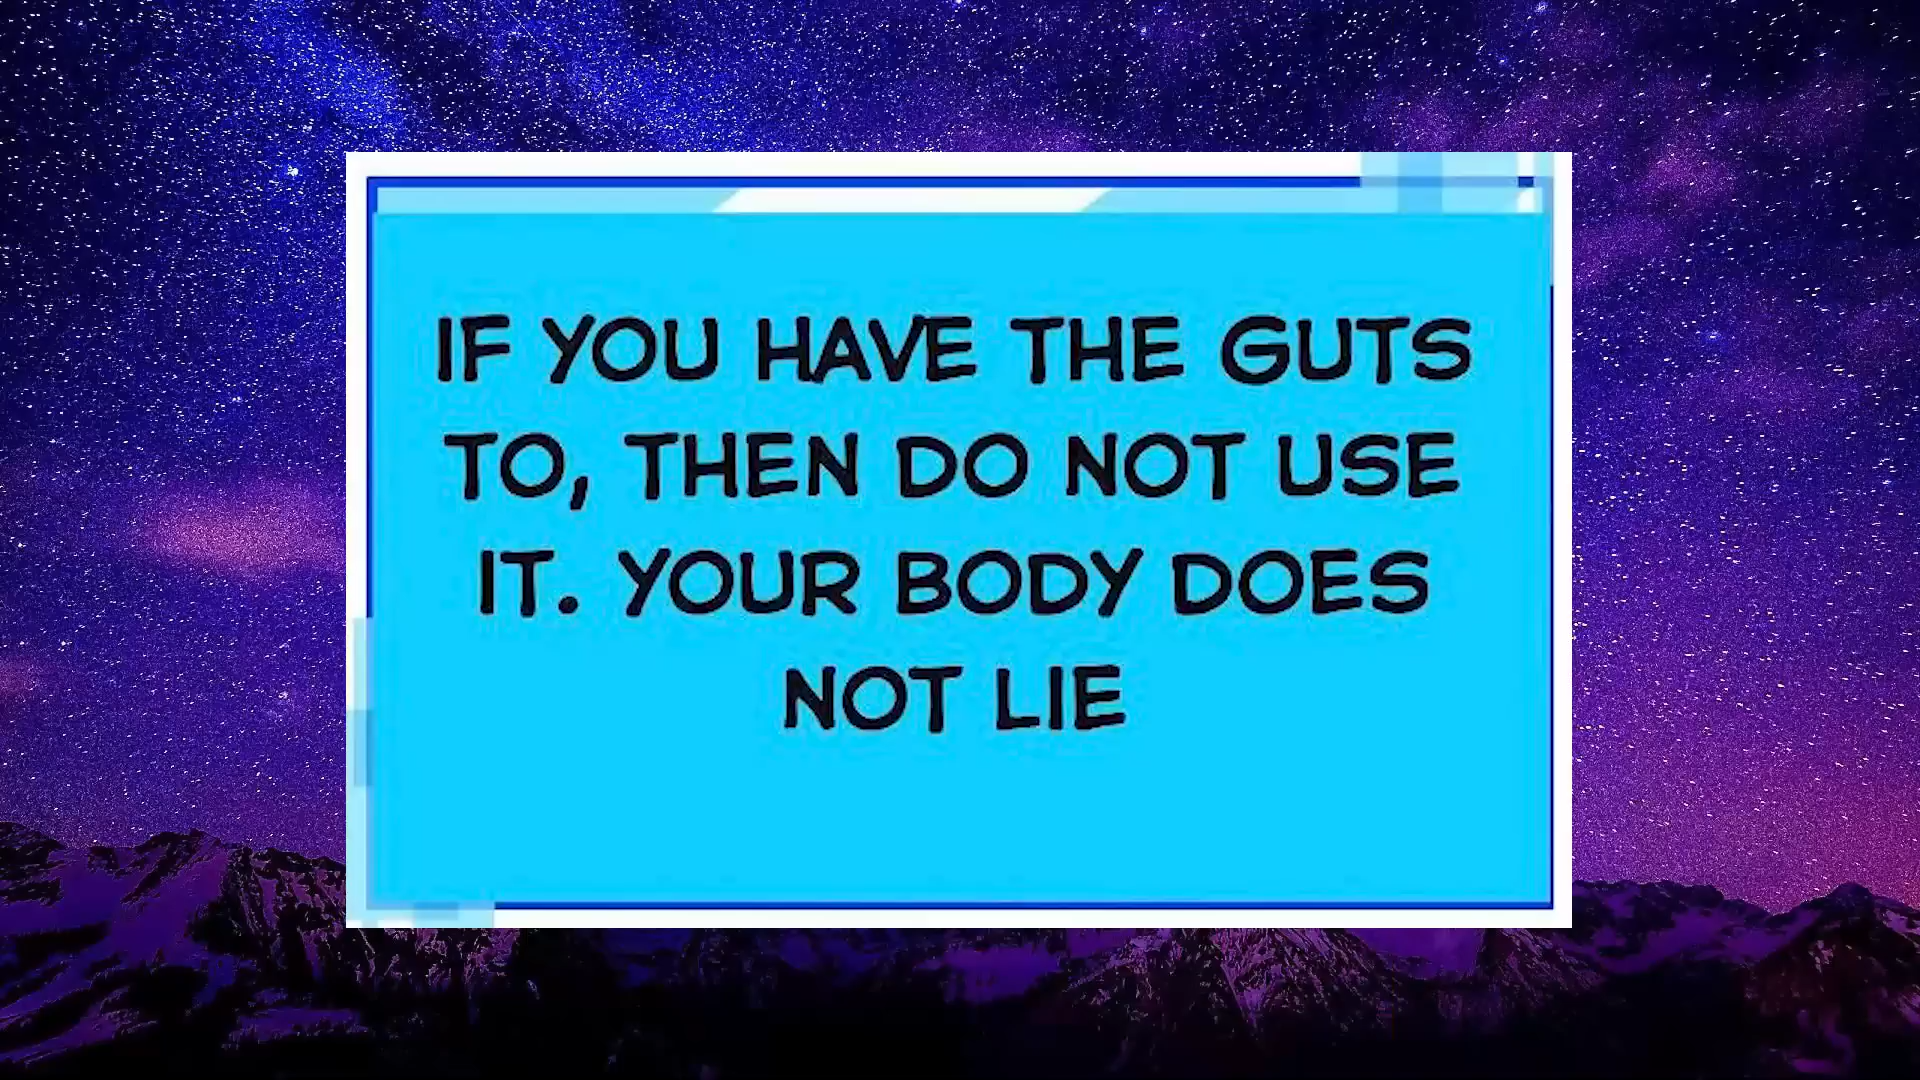 IF YOU HAVE THE GUTS
TO, THEN DO NOT USE
IT. YOUR BODY DOES
NOT LIE